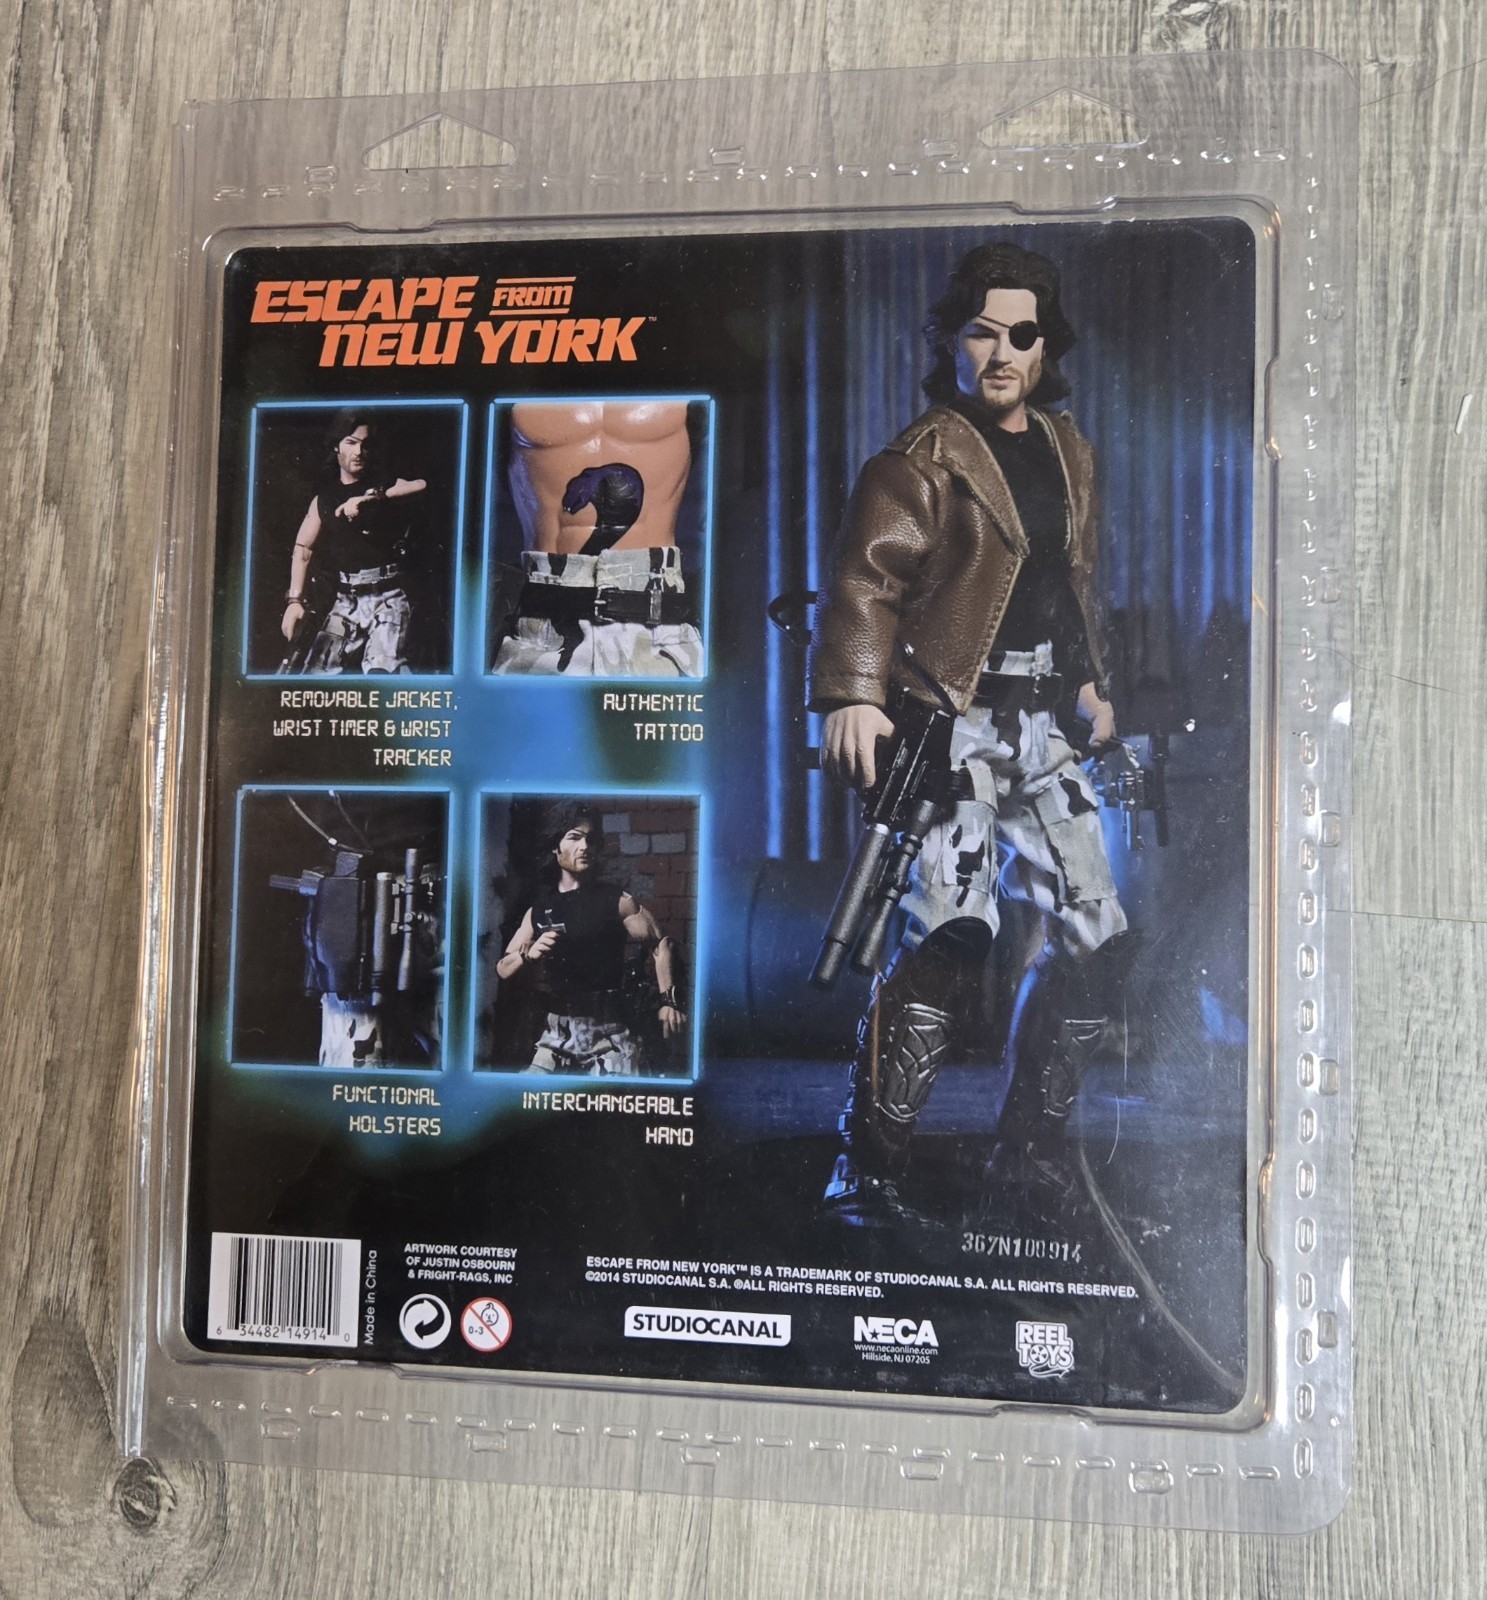 ESCAPE FROM
NEW YORK™
REMOVABLE JACKET,
WRIST TIMER & WRIST
TRACKER
AUTHENTIC
TATTOO
FUNCTIONAL
HOLSTERS
INTERCHANGEABLE
HAND
367N100914
6 34482 14914 0
Made in China
ARTWORK COURTESY
OF JUSTIN OSBOURN
& FRIGHT-RAGS, INC
0-3
ESCAPE FROM NEW YORK™ IS A TRADEMARK OF STUDIOCANAL S.A. ALL RIGHTS RESERVED.
©2014 STUDIOCANAL S.A. ®ALL RIGHTS RESERVED.
STUDIOCANAL
NECA
www.necaonline.com
Hillside, NJ 07205
REEL
TOYS